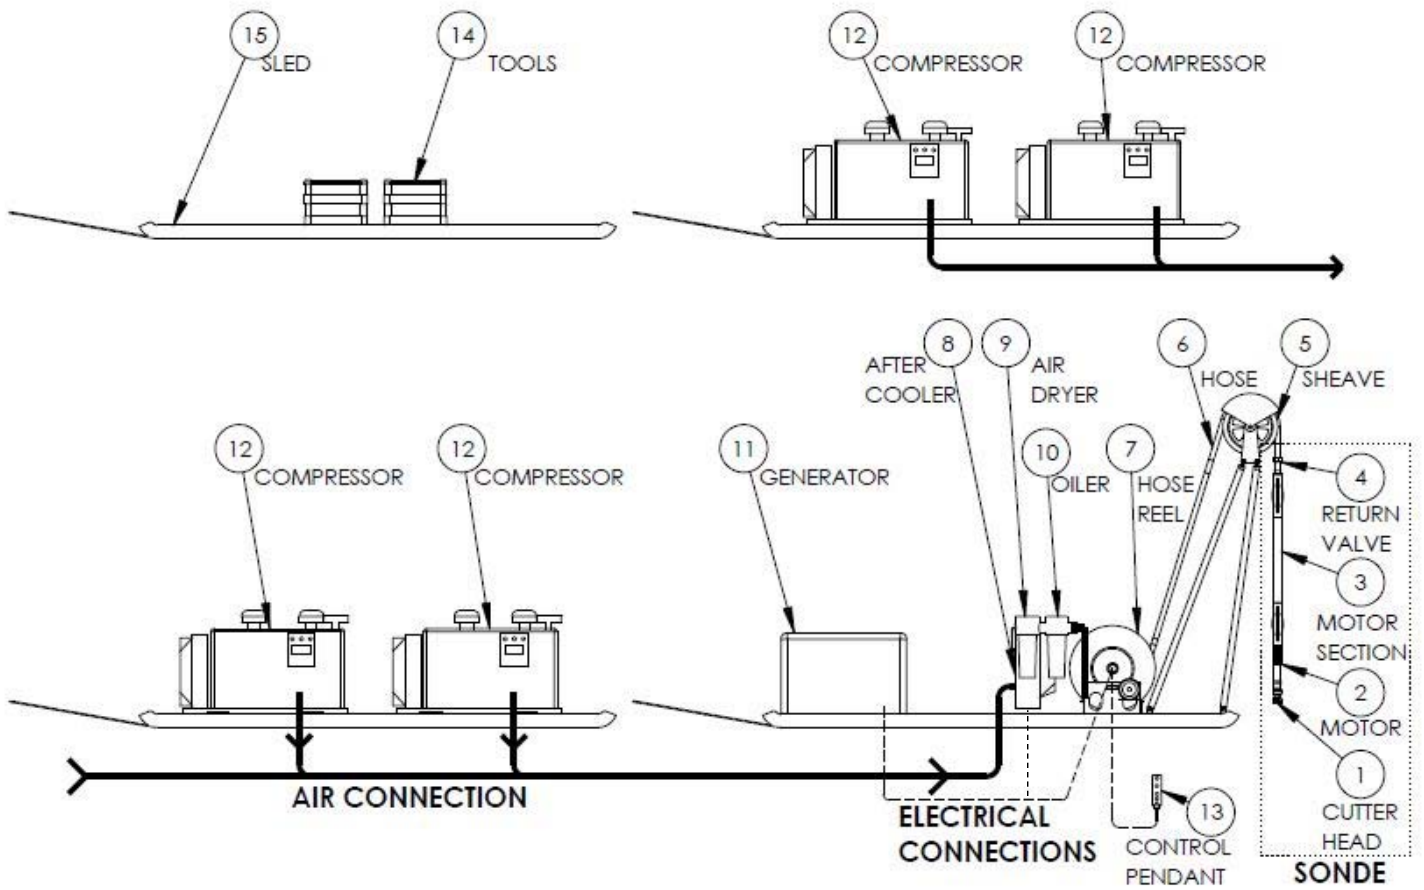 15
SLED
14
TOOLS
12
COMPRESSOR
12
COMPRESSOR
12
COMPRESSOR
12
COMPRESSOR
11
GENERATOR
8
AFTER
COOLER
9
AIR
DRYER
10
OILER
7
HOSE
REEL
6
HOSE
5
SHEAVE
4
RETURN
VALVE
3
MOTOR
SECTION
2
MOTOR
1
CUTTER
HEAD
SONDE
AIR CONNECTION
ELECTRICAL
CONNECTIONS
13
CONTROL
PENDANT